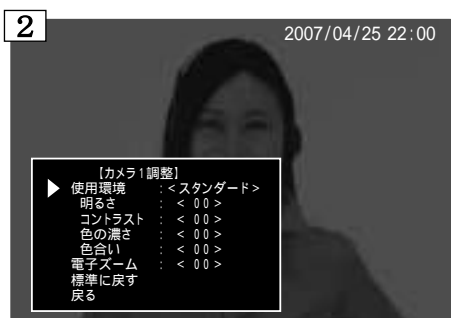 2
2007/04/25 22:00
【カメラ1調整】
▶ 使用環境 :<スタンダード>
明るさ : < 00 >
コントラスト : < 00 >
色の濃さ : < 00 >
色合い : < 00 >
電子ズーム : < 00 >
標準に戻す
戻る